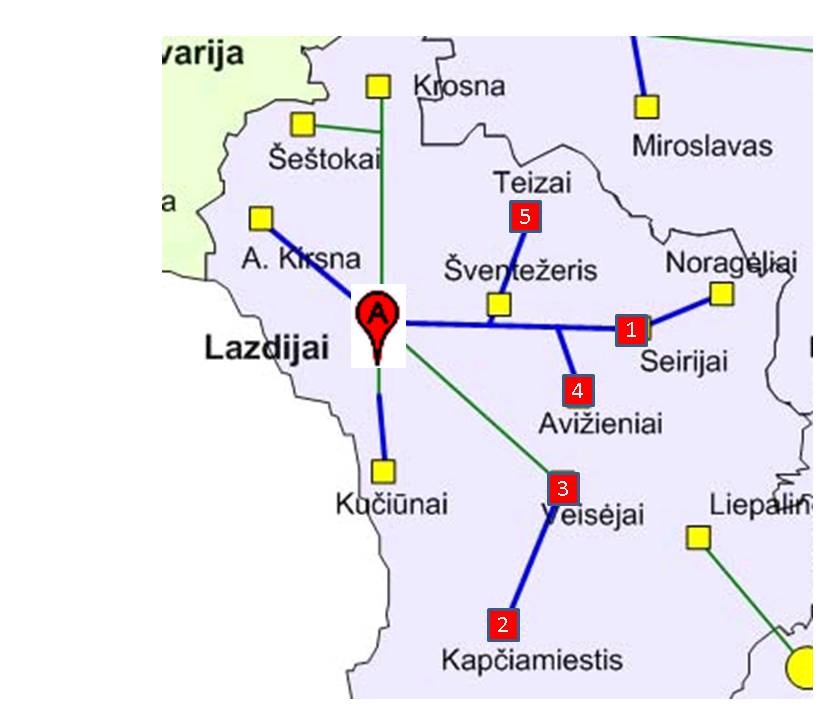 varija
Krosna
Šeštokai
Miroslavas
Teizai
a
5
A. Kirsna
Šventežeris
Noragėliai
A
1
Lazdijai
Seirijai
4
Avižieniai
3
Kučiūnai
Veisėjai
Liepalin
2
Kapčiamiestis